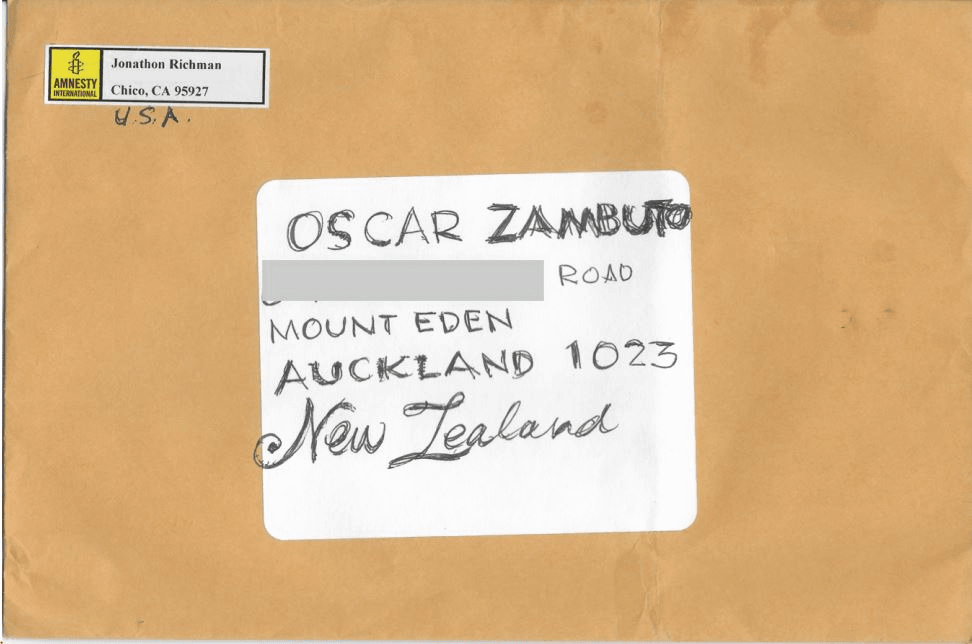 AMNESTY
INTERNATIONAL
Jonathon Richman
Chico, CA 95927
U.S.A.
OSCAR ZAMBUTO
ROAD
MOUNT EDEN
AUCKLAND 1023
New Zealand